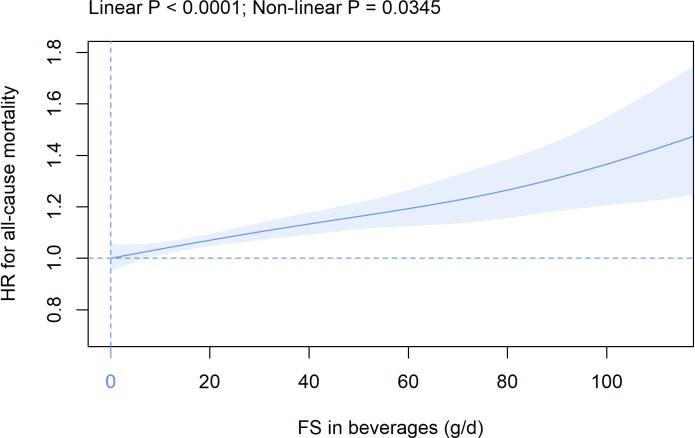 Linear P < 0.0001; Non-linear P = 0.0345
HR for all-cause mortality
1.8
1.6
1.4
1.2
1.0
0.8
0 20 40 60 80 100
FS in beverages (g/d)